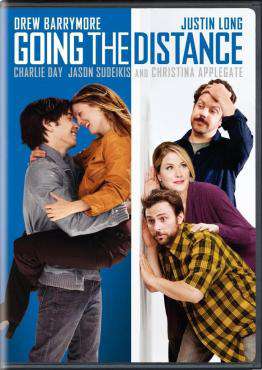 DREW BARRYMORE JUSTIN LONG
GOING THE DISTANCE
CHARLIE DAY JASON SUDEIKIS AND CHRISTINA APPLEGATE